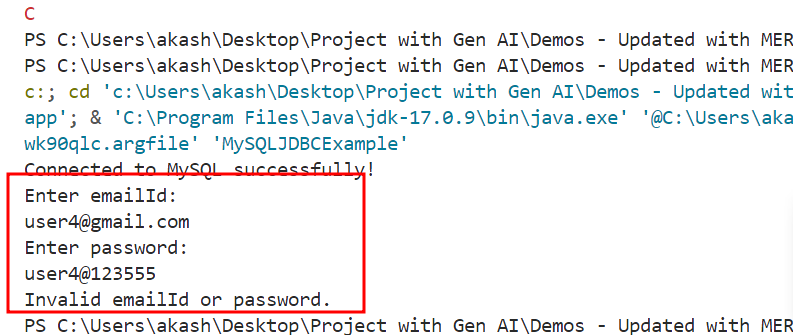 C
PS C:\Users\akash\Desktop\Project with Gen AI\Demos - Updated with MER
PS C:\Users\akash\Desktop\Project with Gen AI\Demos - Updated with MER
c:; cd 'c:\Users\akash\Desktop\Project with Gen AI\Demos - Updated wit
app'; & 'C:\Program Files\Java\jdk-17.0.9\bin\java.exe' '@C:\Users\aka
wk90qlc.argfile' 'MySQLJDBCExample'
Connected to MySQL successfully!
Enter emailId:
user4@gmail.com
Enter password:
user4@123555
Invalid emailId or password.
PS C:\Users\akash\Desktop\Project with Gen AI\Demos - Updated with MER